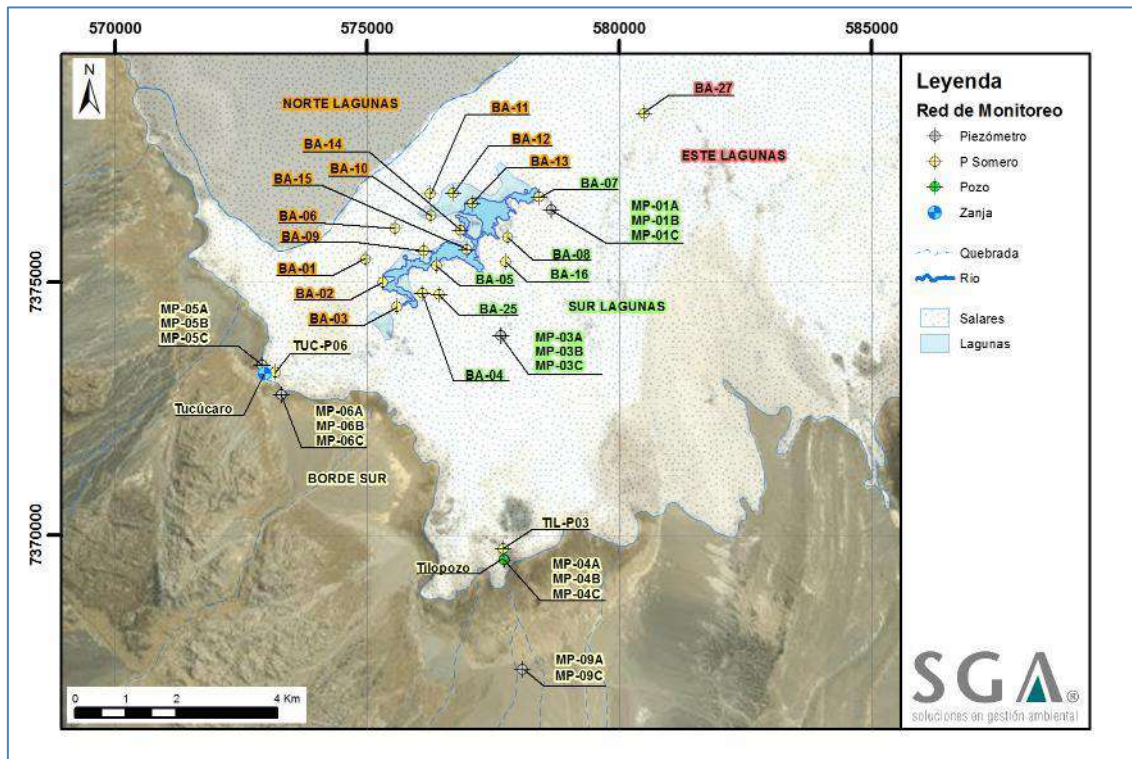 570000
575000
580000
585000
N
NORTE LAGUNAS
BA-11
BA-27
BA-14
BA-12
ESTE LAGUNAS
BA-10
BA-13
BA-15
BA-07
MP-01A
MP-01B
MP-01C
BA-06
BA-09
BA-08
BA-01
BA-05
BA-16
BA-02
BA-25
SUR LAGUNAS
BA-03
MP-05A
MP-05B
MP-05C
TUC-P06
MP-03A
MP-03B
MP-03C
BA-04
Tucúcaro
MP-06A
MP-06B
MP-06C
BORDE SUR
TIL-P03
Tilopozo
MP-04A
MP-04B
MP-04C
MP-09A
MP-09C
7375000
7370000
0 1 2 4 Km
Leyenda
Red de Monitoreo
Piezómetro
P Somero
Pozo
Zanja
Quebrada
Río
Salares
Lagunas
SGA®
soluciones en gestión ambiental